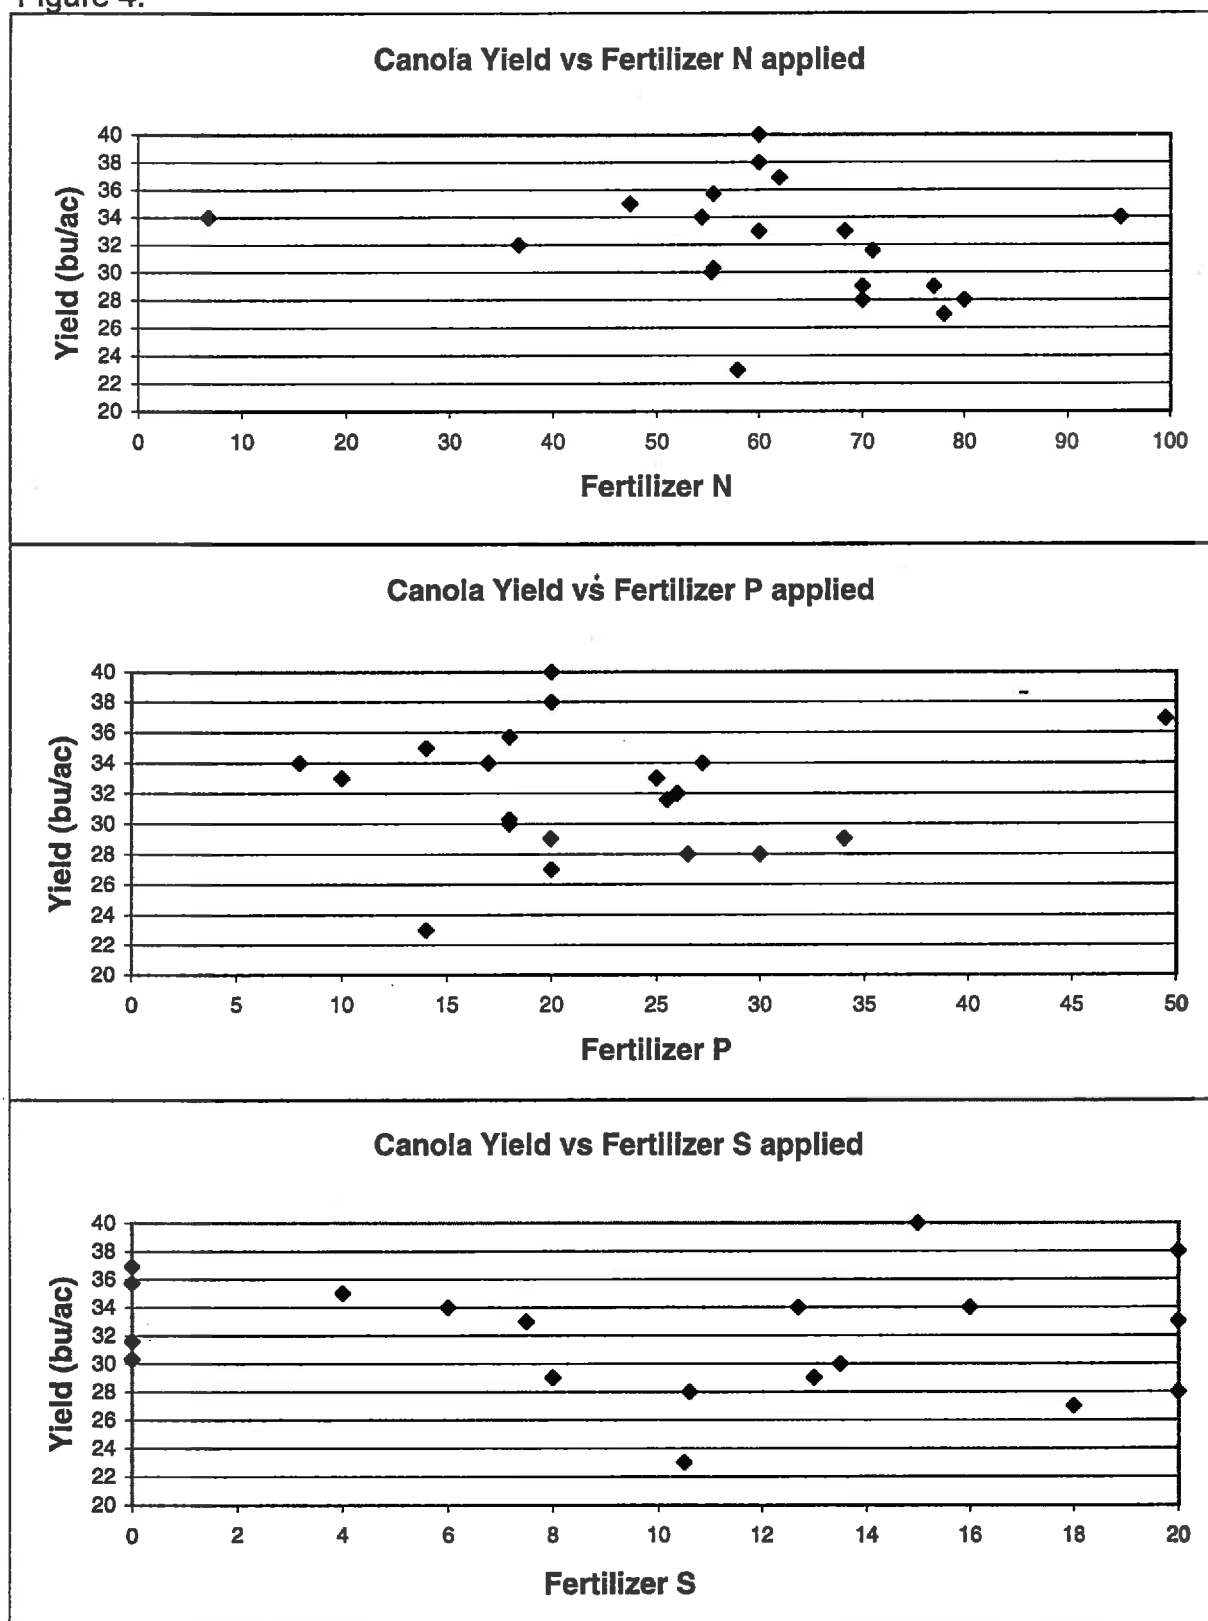 Figure 4.
Canola Yield vs Fertilizer N applied
Yield (bu/ac)
40
38
36
34
32
30
28
26
24
22
20
0 10 20 30 40 50 60 70 80 90 100
Fertilizer N
Canola Yield vs Fertilizer P applied
Yield (bu/ac)
40
38
36
34
32
30
28
26
24
22
20
0 5 10 15 20 25 30 35 40 45 50
Fertilizer P
Canola Yield vs Fertilizer S applied
Yield (bu/ac)
40
38
36
34
32
30
28
26
24
22
20
0 2 4 6 8 10 12 14 16 18 20
Fertilizer S